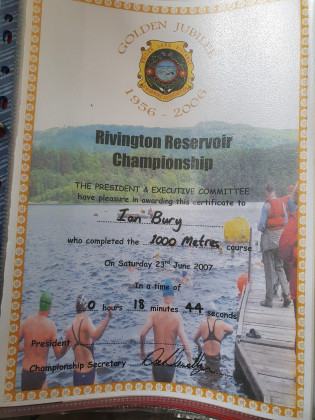 GOLDEN JUBILEE
1956 - 2006
Rivington Reservoir
Championship
THE PRESIDENT & EXECUTIVE COMMITTEE
have pleasure in awarding this certificate to
Ian Bury
who completed the 1000 Metres course
On Saturday 23rd June 2007
In a time of
0 hours 18 minutes 44 seconds
President
Championship Secretary